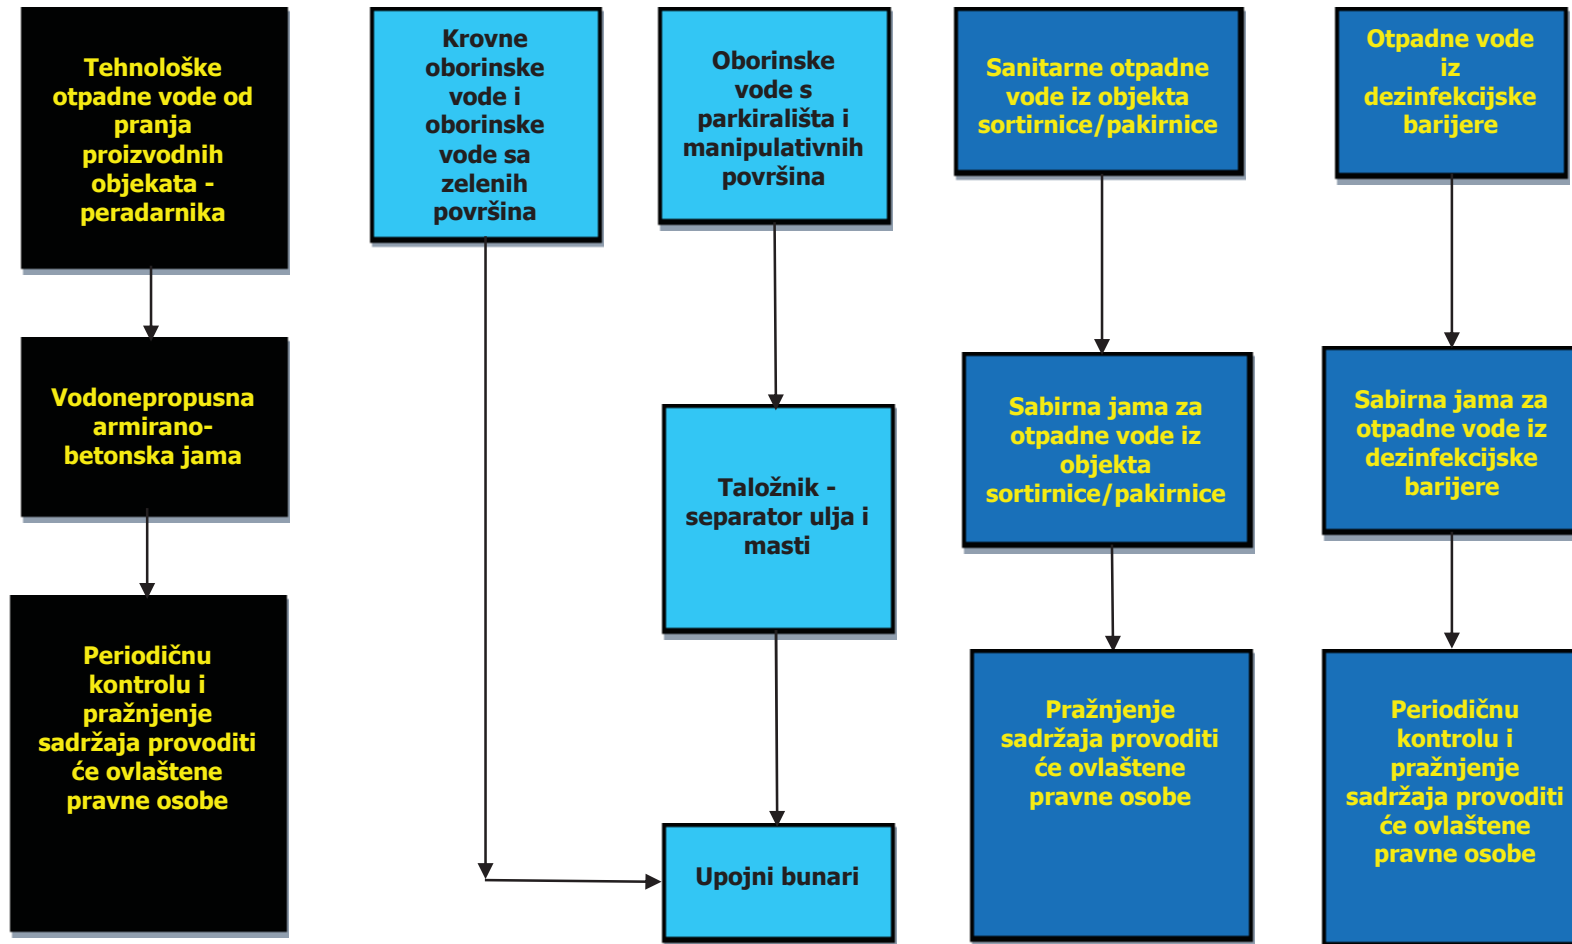 Tehnološke
otpadne vode od
pranja
proizvodnih
objekata -
peradarnika
Krovne
oborinske
vode i
oborinske
vode sa
zelenih
površina
Oborinske
vode s
parkirališta i
manipulativnih
površina
Sanitarne otpadne
vode iz objekta
sortirnice/pakirnice
Otpadne vode
iz
dezinfekcijske
barijere
Vodonepropusna
armirano-
betonska jama
Taložnik -
separator ulja i
masti
Sabirna jama za
otpadne vode iz
objekta
sortirnice/pakirnice
Sabirna jama za
otpadne vode iz
dezinfekcijske
barijere
Periodičnu
kontrolu i
pražnjenje
sadržaja provoditi
će ovlaštene
pravne osobe
Upojni bunari
Pražnjenje
sadržaja provoditi
će ovlaštene
pravne osobe
Periodičnu
kontrolu i
pražnjenje
sadržaja provoditi
će ovlaštene
pravne osobe